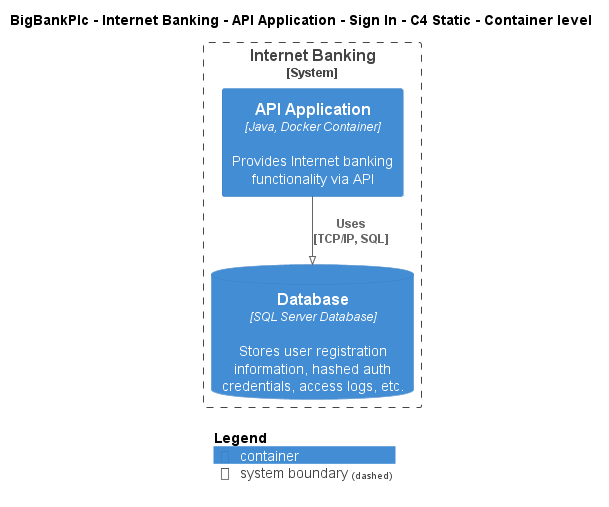 BigBankPlc - Internet Banking - API Application - Sign In - C4 Static - Container level
Internet Banking
[System]
API Application
[Java, Docker Container]
Provides Internet banking
functionality via API
Uses
[TCP/IP, SQL]
Database
[SQL Server Database]
Stores user registration
information, hashed auth
credentials, access logs, etc.
Legend
container
system boundary (dashed)